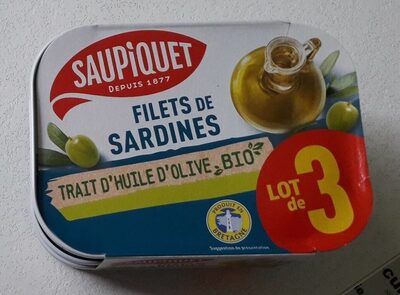 SAUPIQUET
DEPUIS 1877
FILETS DE
SARDINES
TRAIT D'HUILE D'OLIVE BIO
LOT
de
3
PRODUIT EN
BRETAGNE
Suggestion de présentation